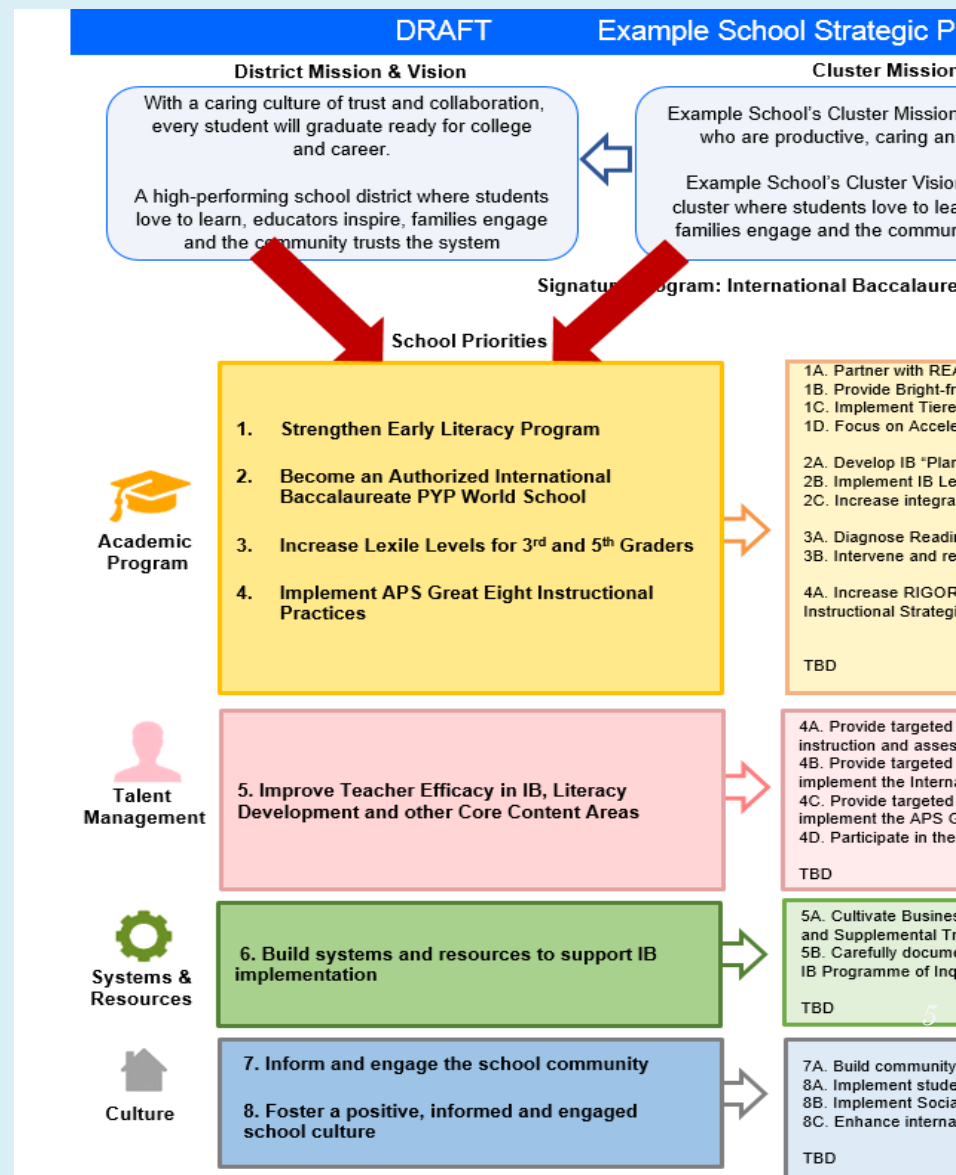 DRAFT Example School Strategic P
District Mission & Vision
With a caring culture of trust and collaboration,
every student will graduate ready for college
and career.
A high-performing school district where students
love to learn, educators inspire, families engage
and the community trusts the system
Cluster Mission
Example School's Cluster Mission
who are productive, caring an
Example School's Cluster Visio
cluster where students love to lea
families engage and the commun
Signature Program: International Baccalaure
School Priorities
Academic
Program
1. Strengthen Early Literacy Program
2. Become an Authorized International
Baccalaureate PYP World School
3. Increase Lexile Levels for 3rd and 5th Graders
4. Implement APS Great Eight Instructional
Practices
1A. Partner with REA
1B. Provide Bright-fr
1C. Implement Tiere
1D. Focus on Accele
2A. Develop IB "Plan
2B. Implement IB Le
2C. Increase integra
3A. Diagnose Readin
3B. Intervene and re
4A. Increase RIGOR
Instructional Strategi
TBD
Talent
Management
5. Improve Teacher Efficacy in IB, Literacy
Development and other Core Content Areas
4A. Provide targeted
instruction and asses
4B. Provide targeted
implement the Interna
4C. Provide targeted
implement the APS G
4D. Participate in the
TBD
Systems &
Resources
6. Build systems and resources to support IB
implementation
5A. Cultivate Busines
and Supplemental Tr
5B. Carefully docume
IB Programme of Inq
TBD
5
Culture
7. Inform and engage the school community
8. Foster a positive, informed and engaged
school culture
7A. Build community
8A. Implement stude
8B. Implement Socia
8C. Enhance interna
TBD